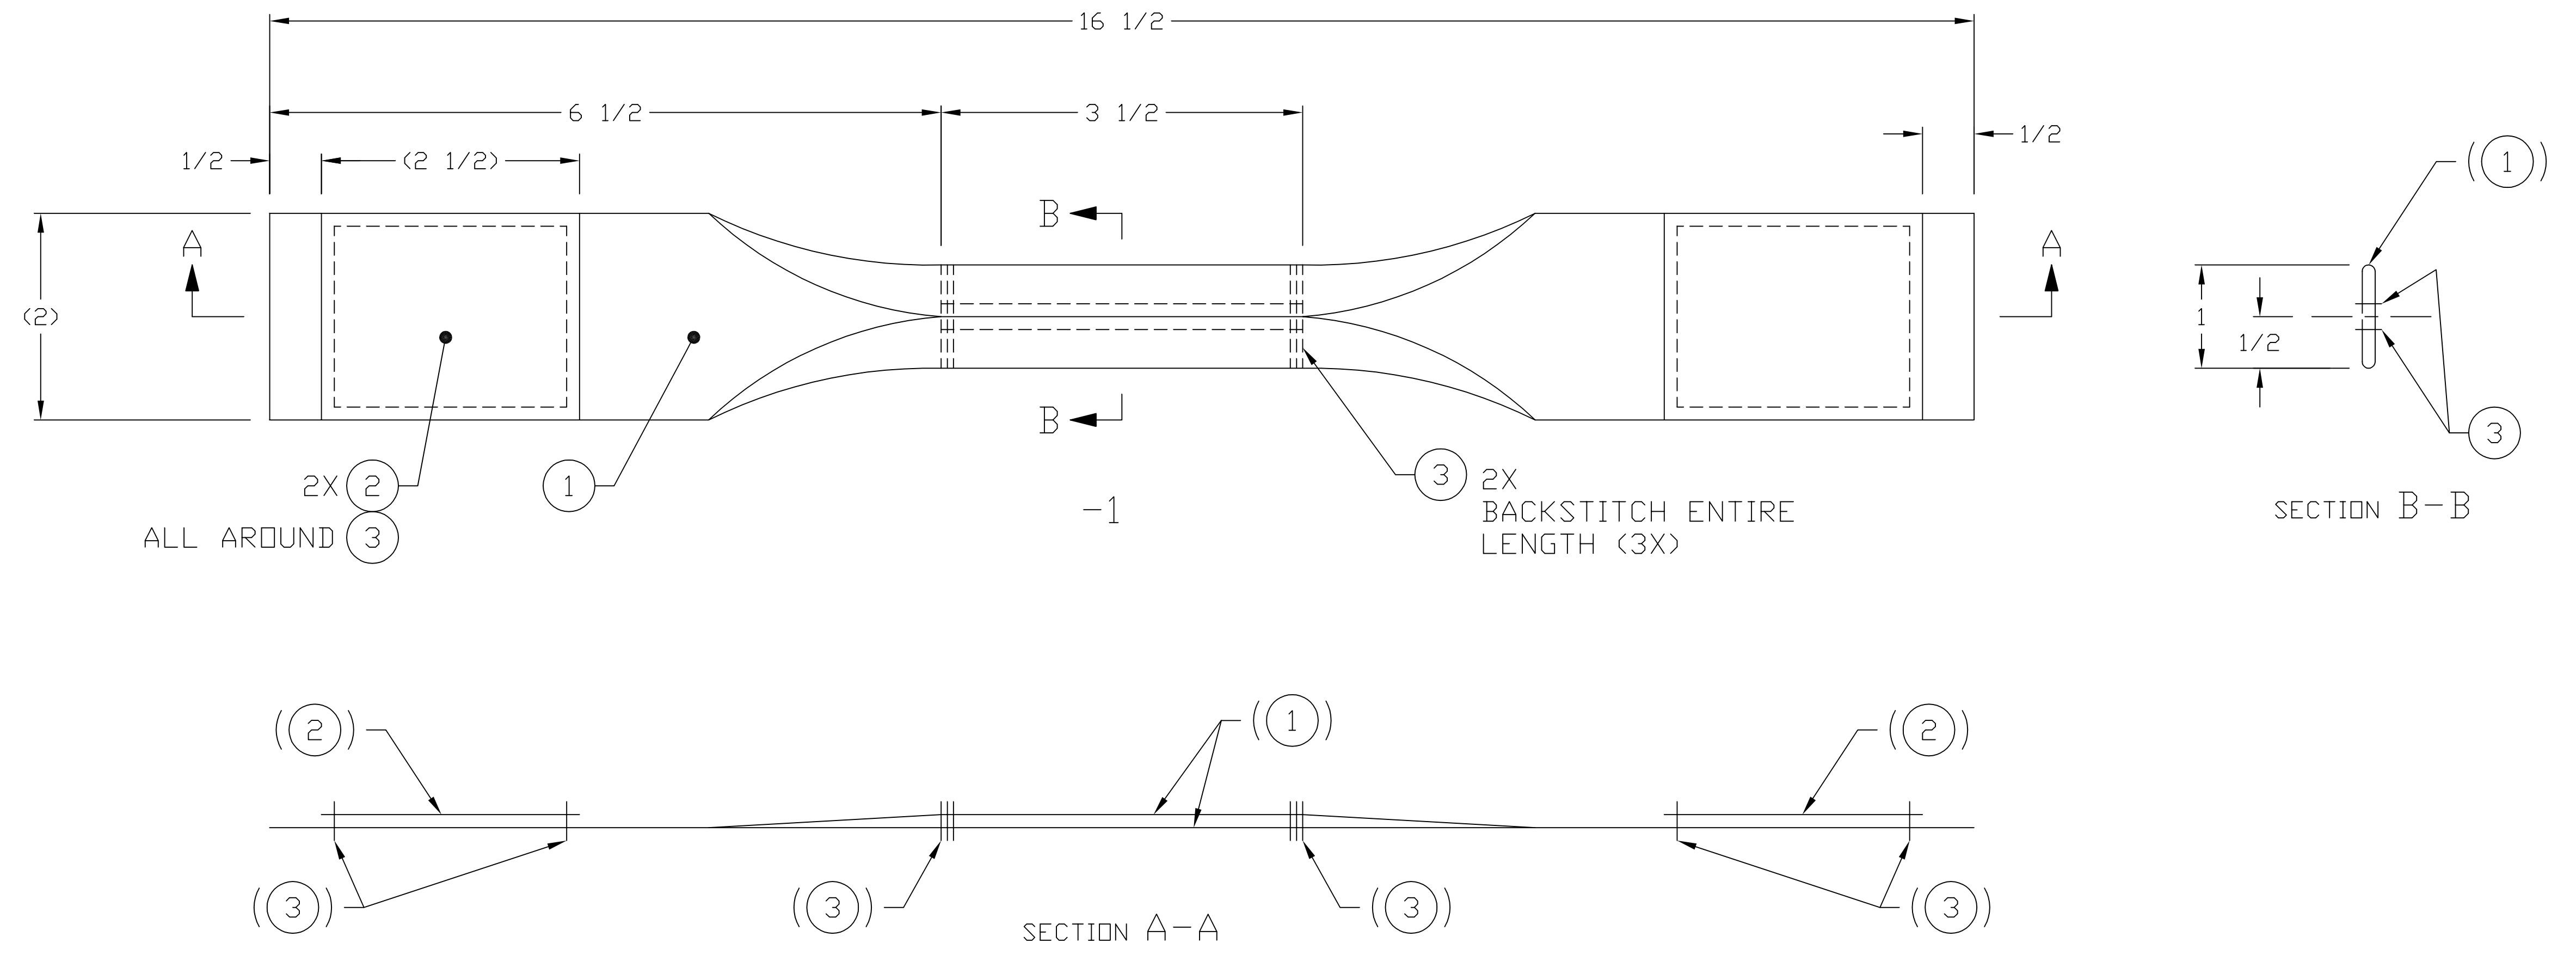 16 1/2
6 1/2
3 1/2
1/2
(2 1/2)
1/2
(1)
B
A
A
(2)
1
1/2
B
3
2X 2
1
3 2X
BACKSTITCH ENTIRE
LENGTH (3X)
-1
SECTION B-B
ALL AROUND 3
(2)
(1)
(2)
(3)
(3)
(3)
(3)
SECTION A-A